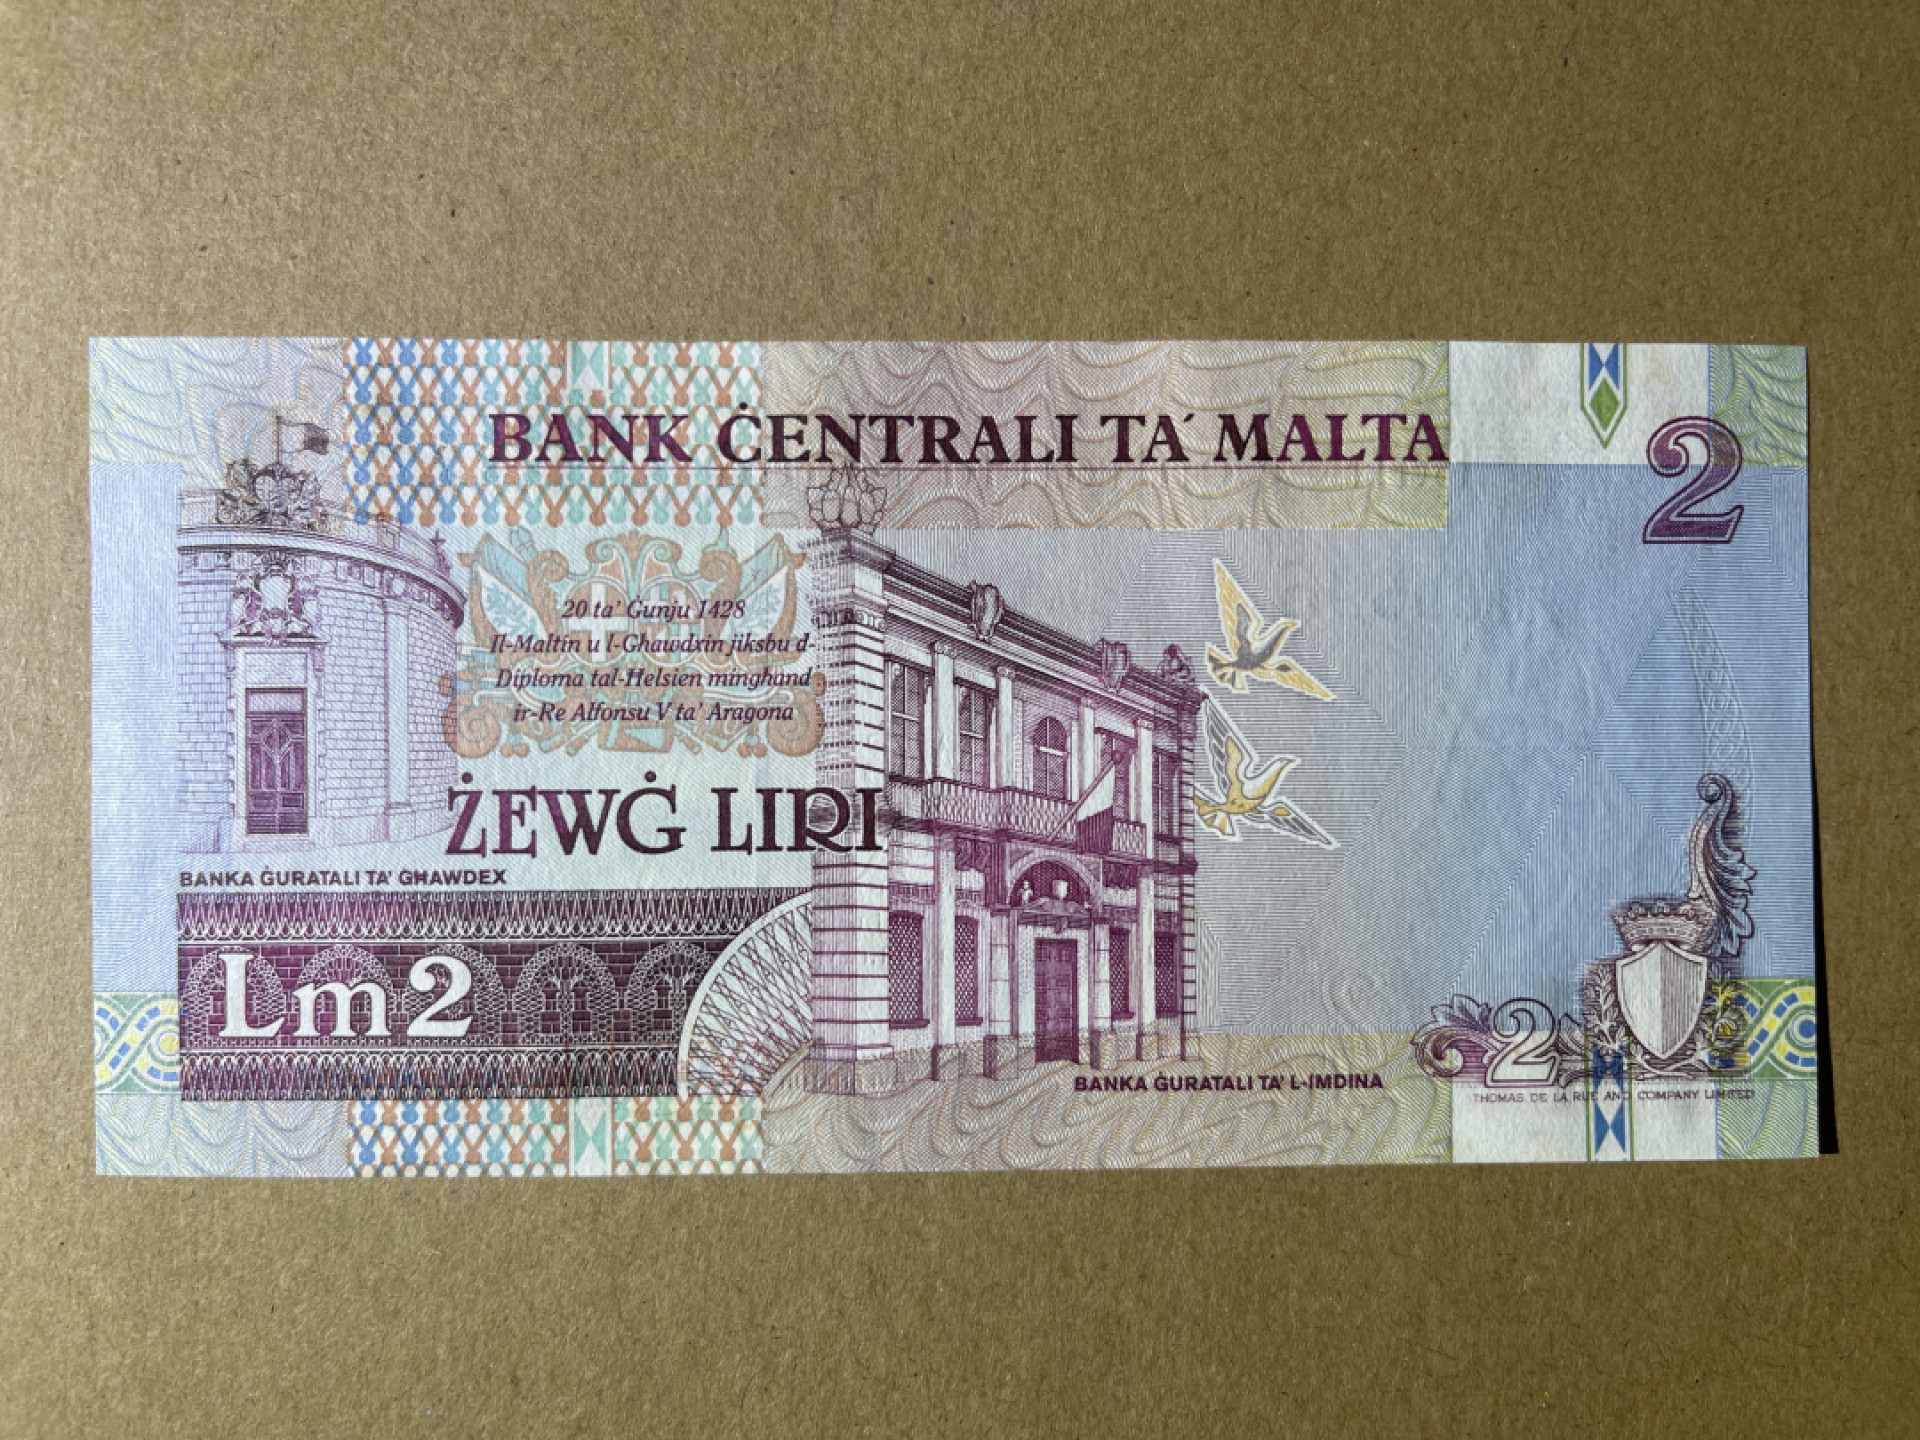 BANK ĊENTRALI TA' MALTA
2
20 ta' Ġunju 1428
Il-Maltin u l-Għawdxin jiksbu d-
Diploma tal-Ħelsien mingħand
ir-Re Alfonsu V ta' Aragona
ŻEWĠ LIRI
BANKA ĠURATALI TA' GĦAWDEX
Lm2
BANKA ĠURATALI TA' L-IMDINA
2
THOMAS DE LA RUE AND COMPANY LIMITED